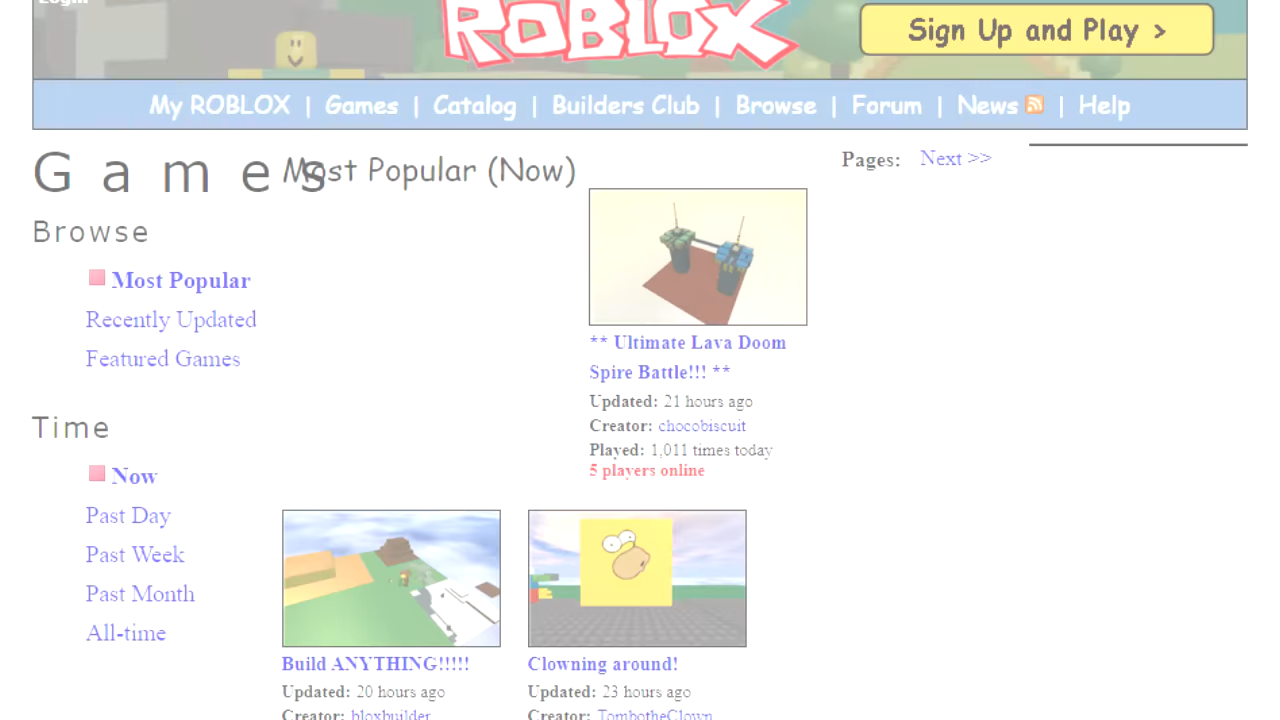 Login
ROBLOX
Sign Up and Play >
My ROBLOX | Games | Catalog | Builders Club | Browse | Forum | News | Help
Games
Most Popular (Now)
Pages: Next >>
Browse
Most Popular
Recently Updated
Featured Games
Time
Now
Past Day
Past Week
Past Month
All-time
** Ultimate Lava Doom
Spire Battle!!! **
Updated: 21 hours ago
Creator: chocobiscuit
Played: 1,011 times today
5 players online
Build ANYTHING!!!!!
Updated: 20 hours ago
Creator: bloxbuilder
Clowning around!
Updated: 23 hours ago
Creator: TombotheClown